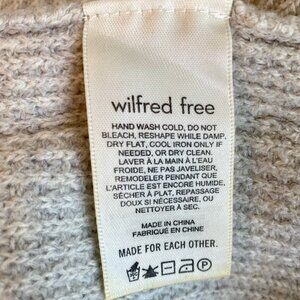 wilfred free
HAND WASH COLD, DO NOT
BLEACH, RESHAPE WHILE DAMP.
DRY FLAT, COOL IRON ONLY IF
NEEDED, OR DRY CLEAN.
LAVER À LA MAIN À L'EAU
FROIDE, NE PAS JAVELISER,
REMODELER PENDANT QUE
L'ARTICLE EST ENCORE HUMIDE,
SÉCHER À PLAT, REPASSAGE
DOUX SI NÉCESSAIRE, OU
NETTOYER À SEC.
MADE IN CHINA
FABRIQUÉ EN CHINE
MADE FOR EACH OTHER.
P